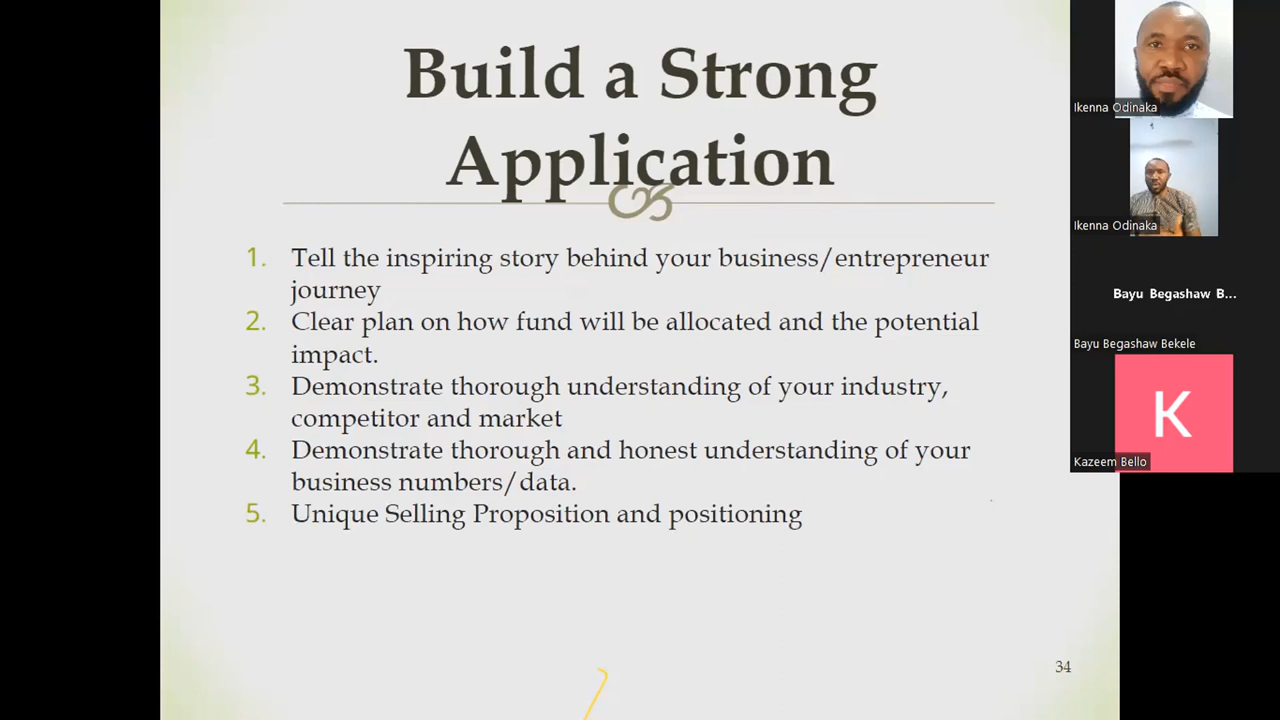 Build a Strong
Application
1. Tell the inspiring story behind your business/entrepreneur
journey
2. Clear plan on how fund will be allocated and the potential
impact.
3. Demonstrate thorough understanding of your industry,
competitor and market
4. Demonstrate thorough and honest understanding of your
business numbers/data.
5. Unique Selling Proposition and positioning
34
Ikenna Odinaka
Ikenna Odinaka
Bayu Begashaw B...
Bayu Begashaw Bekele
K
Kazeem Bello